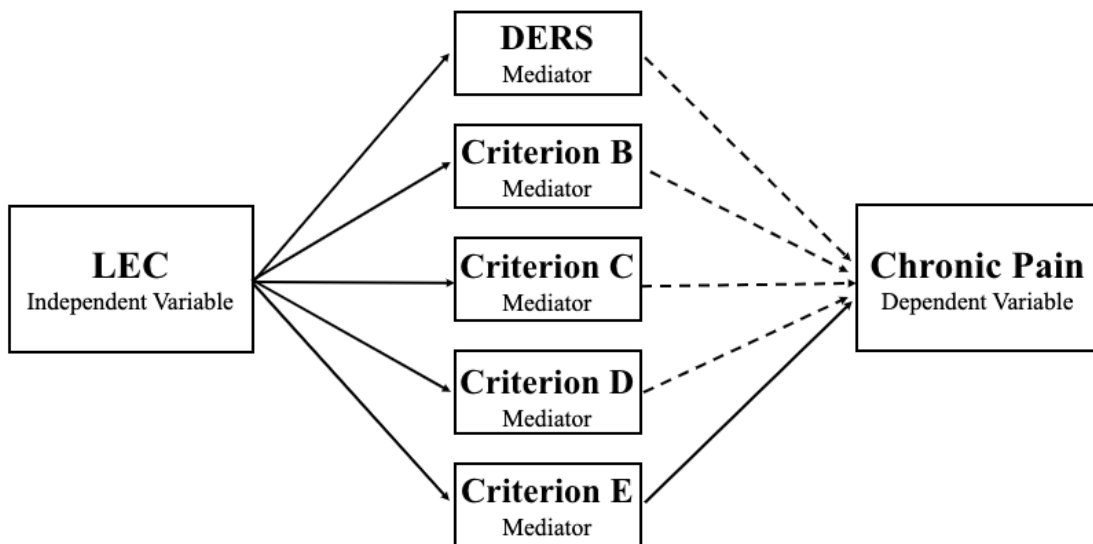 DERS
Mediator
Criterion B
Mediator
LEC
Independent Variable
Criterion C
Mediator
Chronic Pain
Dependent Variable
Criterion D
Mediator
Criterion E
Mediator